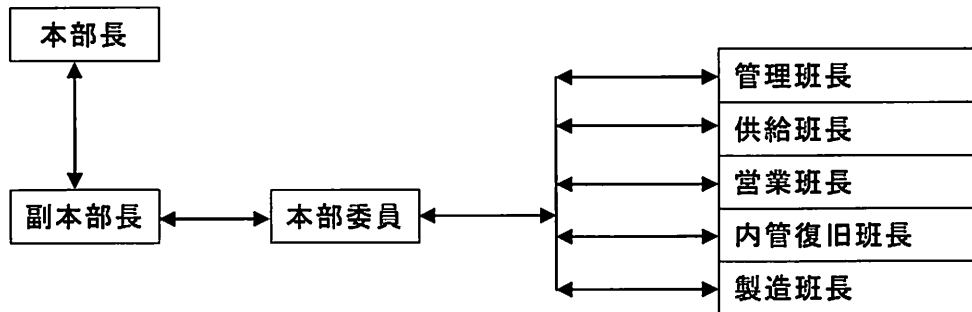 本部長
管理班長
供給班長
営業班長
副本部長
本部委員
内管復旧班長
製造班長